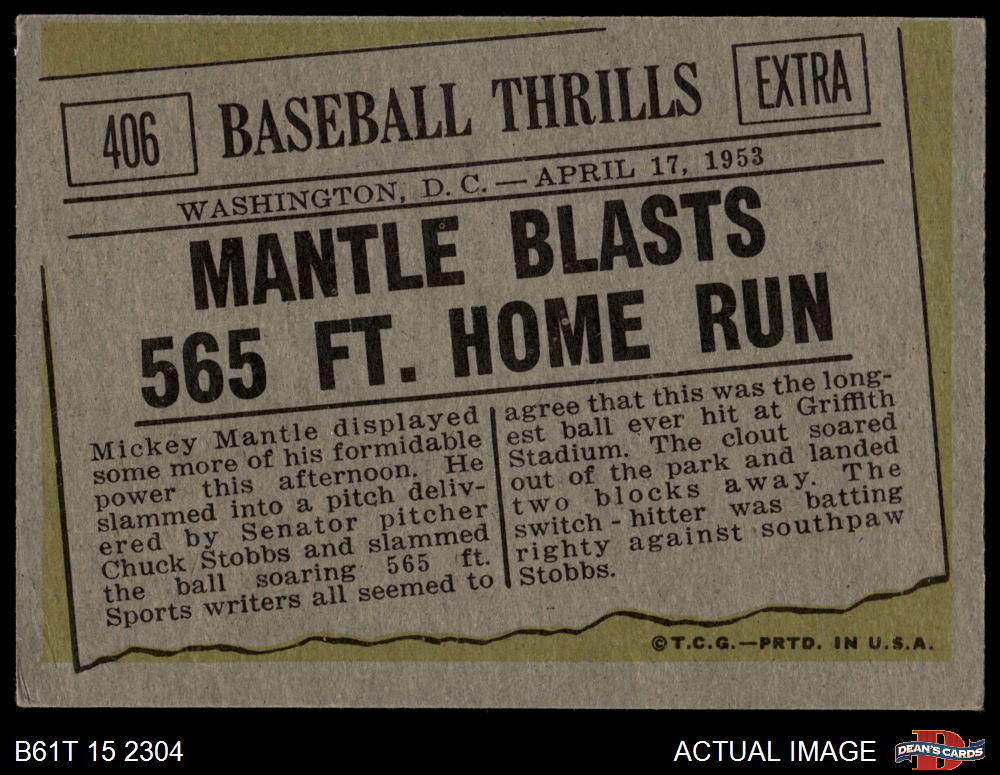 406
BASEBALL THRILLS
EXTRA
WASHINGTON, D. C. — APRIL 17, 1953
MANTLE BLASTS
565 FT. HOME RUN
Mickey Mantle displayed
some more of his formidable
power this afternoon. He
slammed into a pitch deliv-
ered by Senator pitcher
Chuck Stobbs and slammed
the ball soaring 565 ft.
Sports writers all seemed to
agree that this was the long-
est ball ever hit at Griffith
Stadium. The clout soared
out of the park and landed
two blocks away. The
switch - hitter was batting
righty against southpaw
Stobbs.
©T.C.G.—PRTD. IN U.S.A.
B61T 15 2304
ACTUAL IMAGE
DEAN'S CARDS